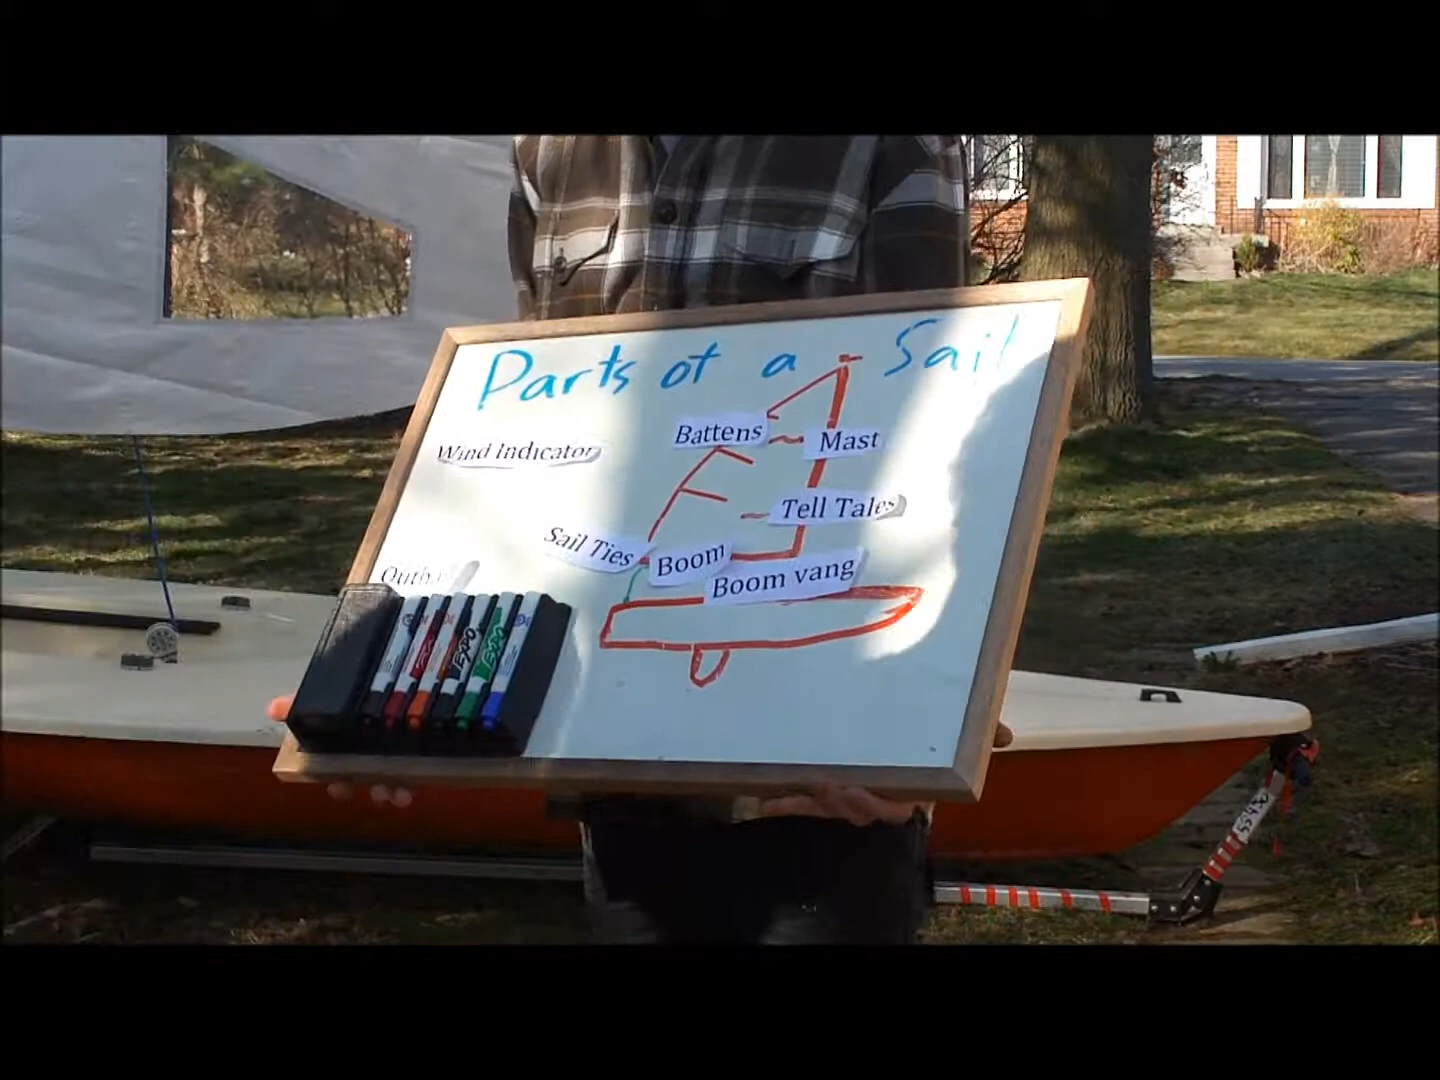 Parts of a Sail
Battens
Mast
Wind Indicator
Tell Tales
Sail Ties
Boom
Boom vang
EXPO
EXPO